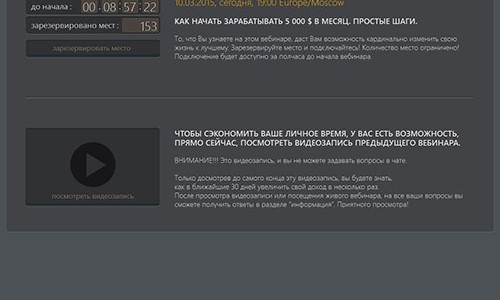 до начала : 00 : 08 : 57 : 22
зарезервировано мест : 153
зарезервировать место
10.03.2015, сегодня, 19:00 Europe/Moscow
КАК НАЧАТЬ ЗАРАБАТЫВАТЬ 5 000 $ В МЕСЯЦ. ПРОСТЫЕ ШАГИ.
То, что Вы узнаете на этом вебинаре, даст Вам возможность кардинально изменить свою
жизнь к лучшему. Зарезервируйте место и подключайтесь! Количество место ограничено!
Подключение будет доступно за полчаса до начала вебинара.
посмотреть видеозапись
ЧТОБЫ СЭКОНОМИТЬ ВАШЕ ЛИЧНОЕ ВРЕМЯ, У ВАС ЕСТЬ ВОЗМОЖНОСТЬ,
ПРЯМО СЕЙЧАС, ПОСМОТРЕТЬ ВИДЕОЗАПИСЬ ПРЕДЫДУЩЕГО ВЕБИНАРА.
ВНИМАНИЕ!!! Это видеозапись, и вы не можете задавать вопросы в чате.
Только досмотрев до самого конца эту видеозапись, вы будете знать,
как в ближайшие 30 дней увеличить свой доход в несколько раз.
После просмотра видеозаписи или посещения живого вебинара, на все ваши вопросы вы
сможете получить ответы в разделе "информация". Приятного просмотра!